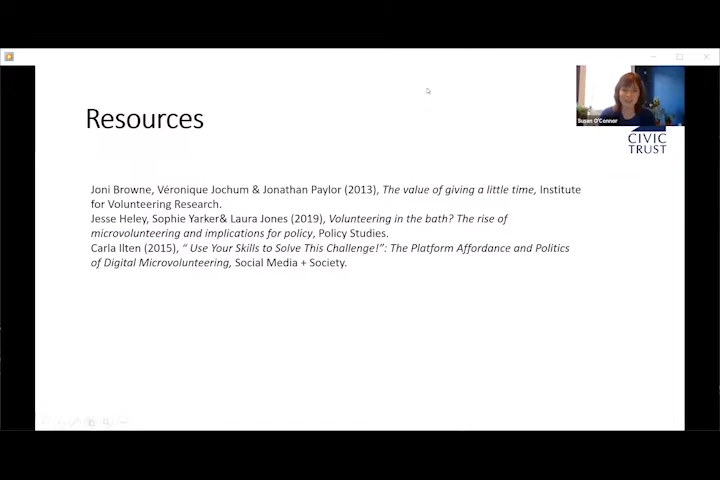 Resources
Susan O'Connor
CIVIC
TRUST
Joni Browne, Véronique Jochum & Jonathan Paylor (2013), The value of giving a little time, Institute
for Volunteering Research.
Jesse Heley, Sophie Yarker& Laura Jones (2019), Volunteering in the bath? The rise of
microvolunteering and implications for policy, Policy Studies.
Carla Ilten (2015), “ Use Your Skills to Solve This Challenge!”: The Platform Affordance and Politics
of Digital Microvolunteering, Social Media + Society.